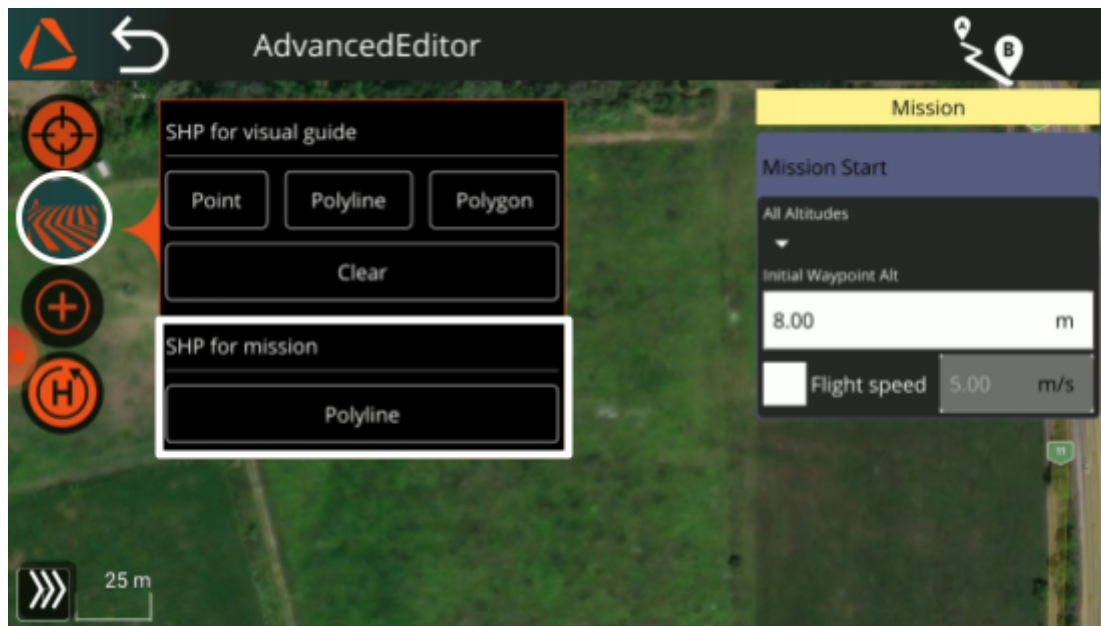 AdvancedEditor
A
B
SHP for visual guide
Point
Polyline
Polygon
Clear
SHP for mission
Polyline
H
Mission
Mission Start
All Altitudes
Initial Waypoint Alt
8.00 m
Flight speed 5.00 m/s
11
25 m